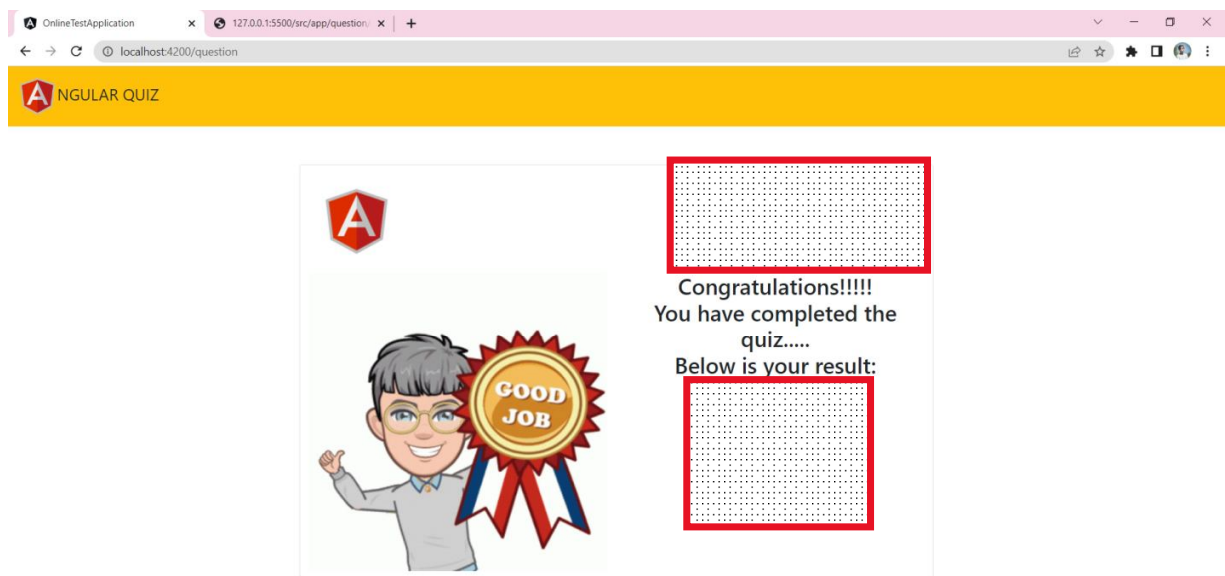 OnlineTestApplication
127.0.0.1:5500/src/app/question/
localhost:4200/question
NGULAR QUIZ
Congratulations!!!!!
You have completed the
quiz.....
Below is your result:
GOOD
JOB